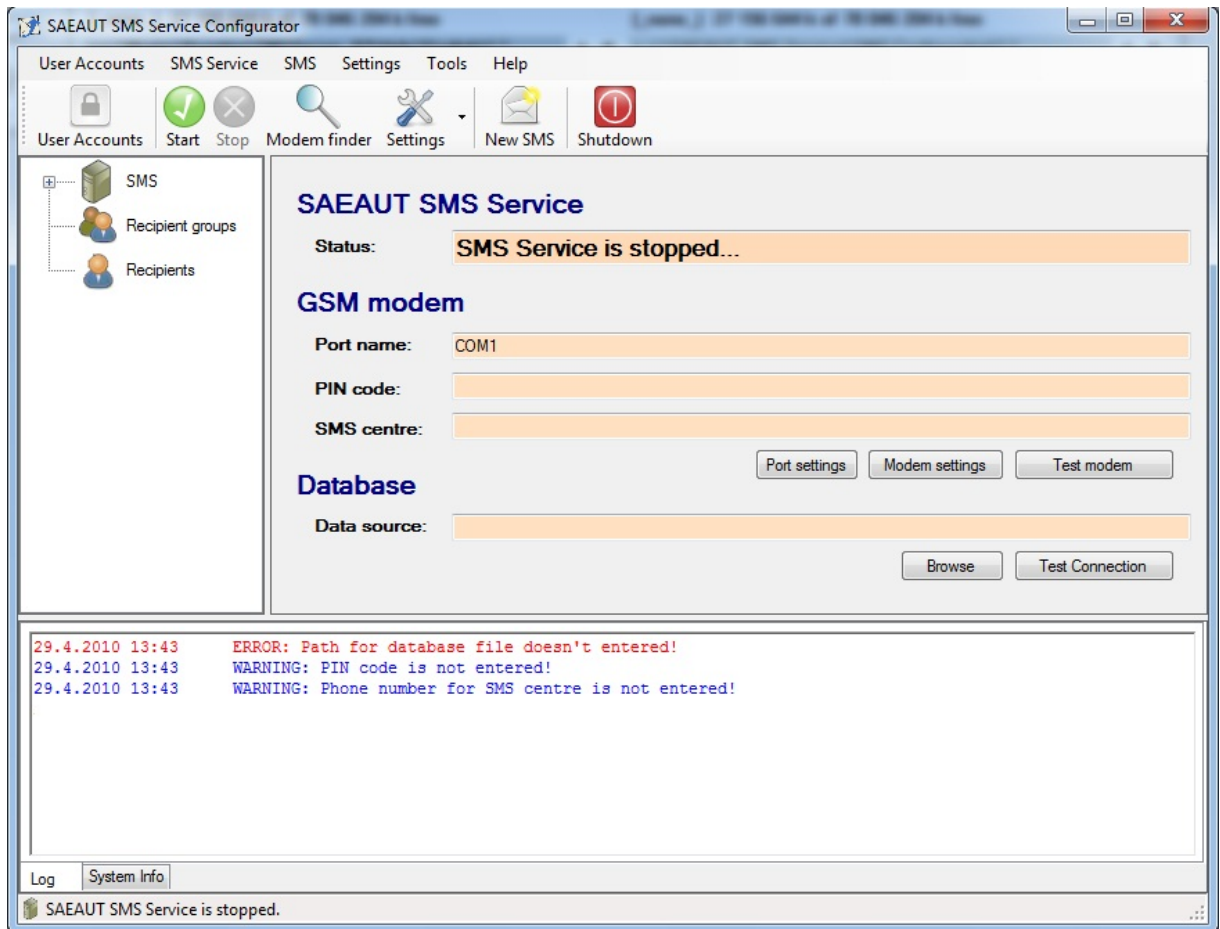 SAEAUT SMS Service Configurator
User Accounts SMS Service SMS Settings Tools Help
User Accounts Start Stop Modem finder Settings New SMS Shutdown
SMS
Recipient groups
Recipients
SAEAUT SMS Service
Status: SMS Service is stopped...
GSM modem
Port name: COM1
PIN code:
SMS centre:
Port settings Modem settings Test modem
Database
Data source:
Browse Test Connection
29.4.2010 13:43 ERROR: Path for database file doesn't entered!
29.4.2010 13:43 WARNING: PIN code is not entered!
29.4.2010 13:43 WARNING: Phone number for SMS centre is not entered!
Log System Info
SAEAUT SMS Service is stopped.